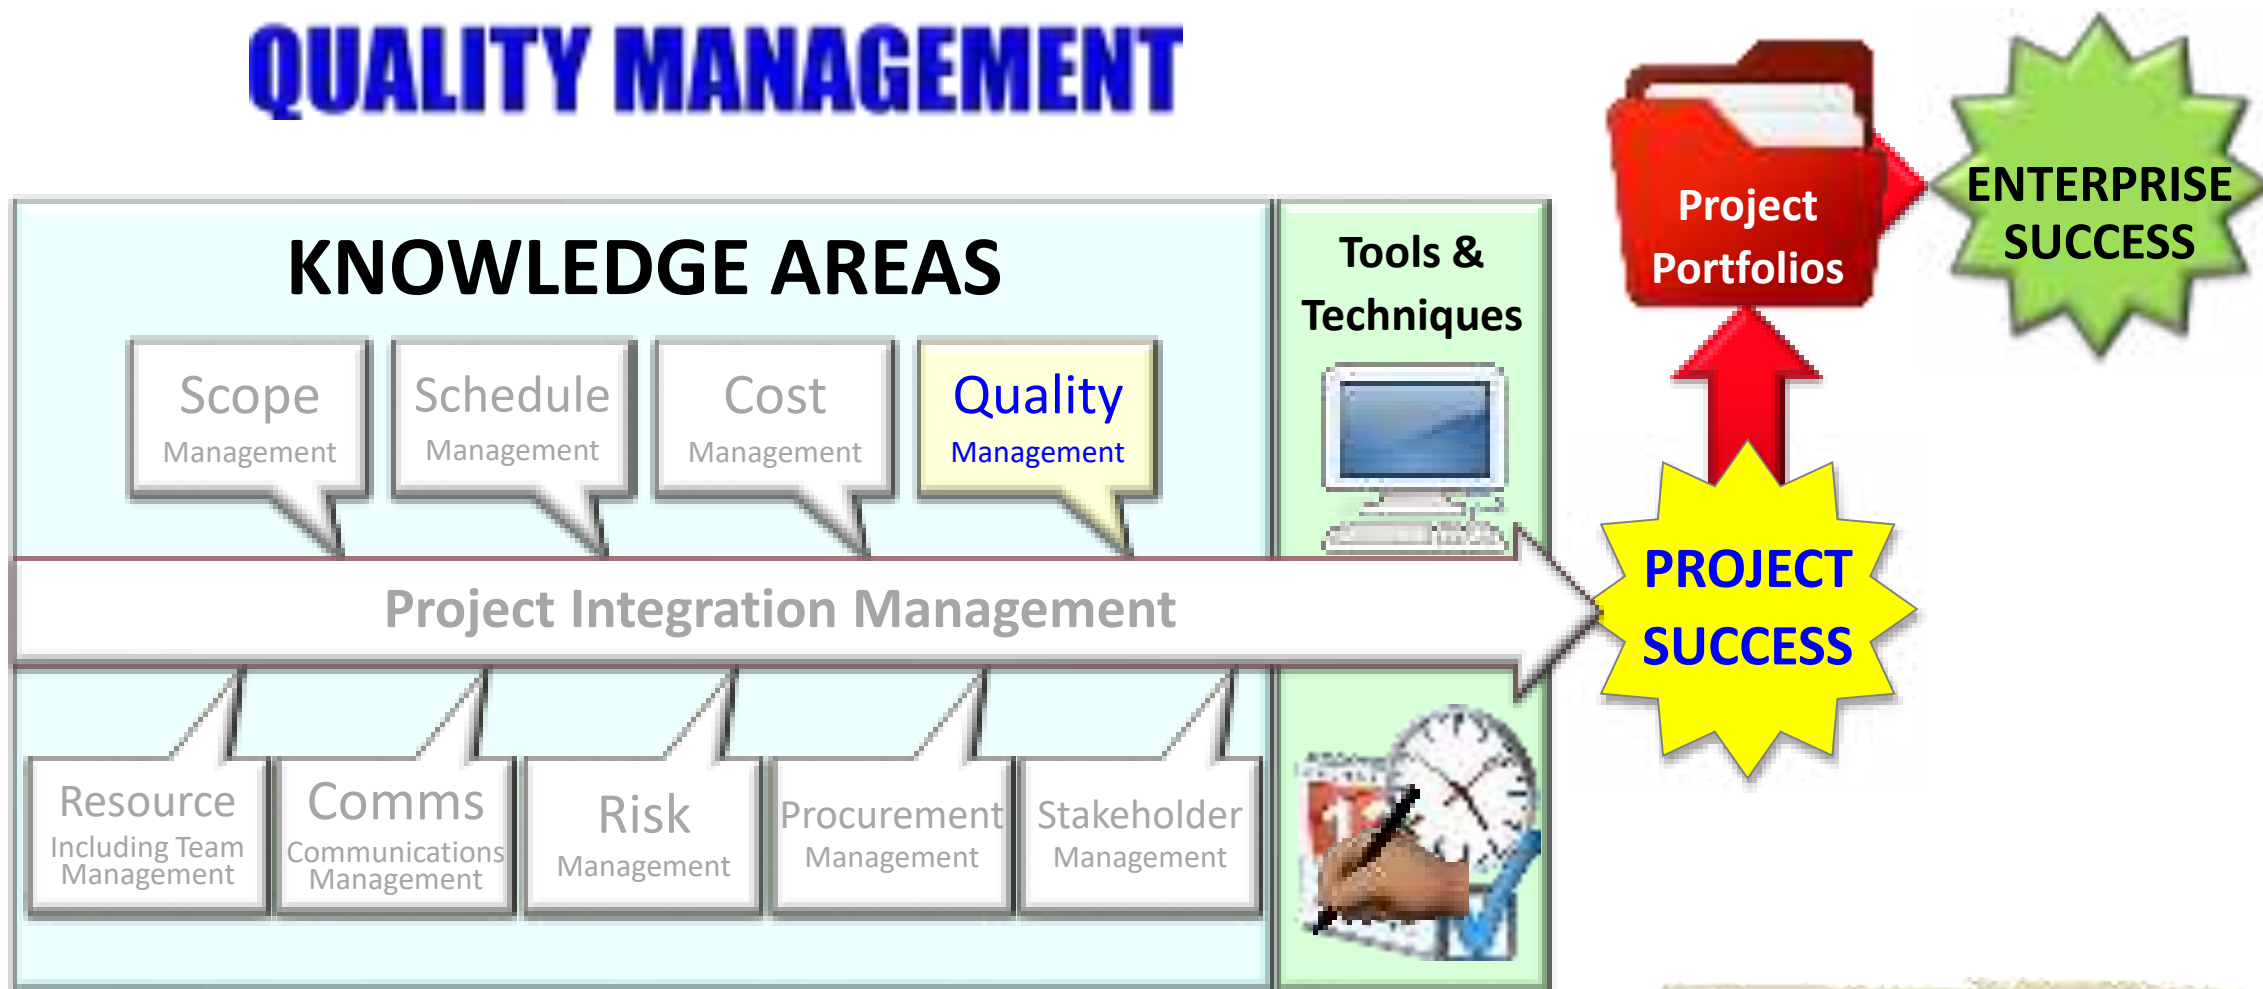 QUALITY MANAGEMENT
KNOWLEDGE AREAS
Scope
Management
Schedule
Management
Cost
Management
Quality
Management
Tools &
Techniques
Project Integration Management
Resource
Including Team
Management
Comms
Communications
Management
Risk
Management
Procurement
Management
Stakeholder
Management
PROJECT
SUCCESS
Project
Portfolios
ENTERPRISE
SUCCESS